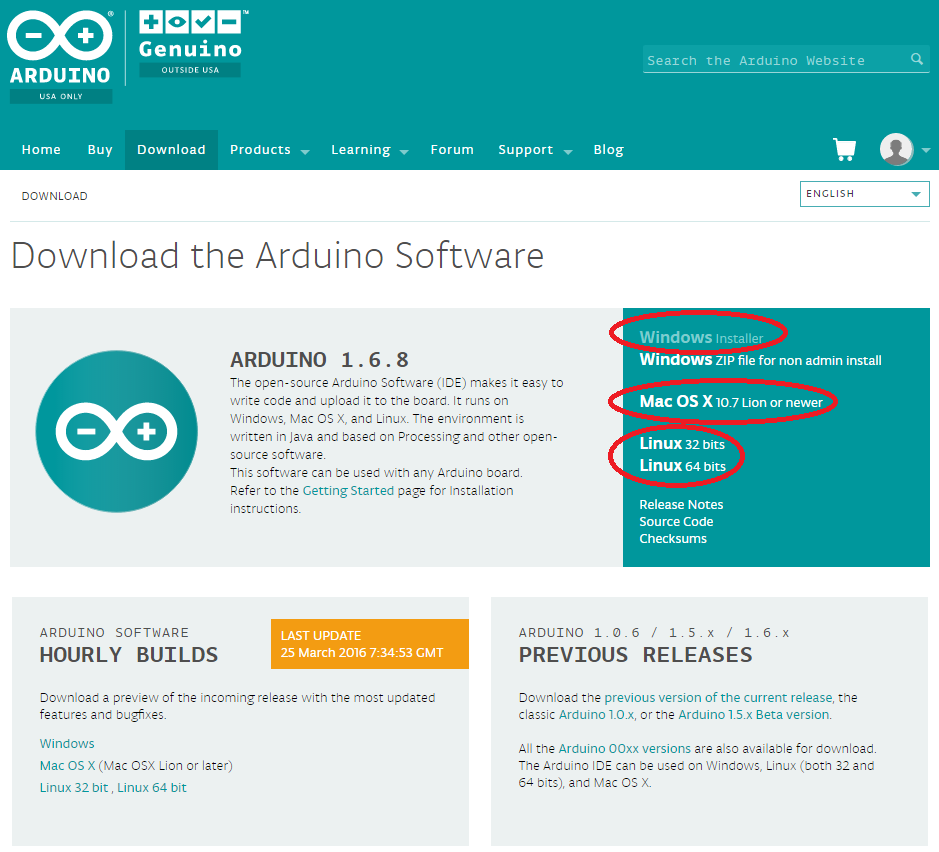 ARDUINO
USA ONLY
Genuino
OUTSIDE USA
Search the Arduino Website
Home Buy Download Products Learning Forum Support Blog
DOWNLOAD
ENGLISH
Download the Arduino Software
ARDUINO 1.6.8
The open-source Arduino Software (IDE) makes it easy to
write code and upload it to the board. It runs on
Windows, Mac OS X, and Linux. The environment is
written in Java and based on Processing and other open-
source software.
This software can be used with any Arduino board.
Refer to the Getting Started page for Installation
instructions.
Windows Installer
Windows ZIP file for non admin install
Mac OS X 10.7 Lion or newer
Linux 32 bits
Linux 64 bits
Release Notes
Source Code
Checksums
ARDUINO SOFTWARE
HOURLY BUILDS
LAST UPDATE
25 March 2016 7:34:53 GMT
Download a preview of the incoming release with the most updated
features and bugfixes.
Windows
Mac OS X (Mac OSX Lion or later)
Linux 32 bit , Linux 64 bit
ARDUINO 1.0.6 / 1.5.x / 1.6.x
PREVIOUS RELEASES
Download the previous version of the current release, the
classic Arduino 1.0.x, or the Arduino 1.5.x Beta version.
All the Arduino 00xx versions are also available for download.
The Arduino IDE can be used on Windows, Linux (both 32 and
64 bits), and Mac OS X.